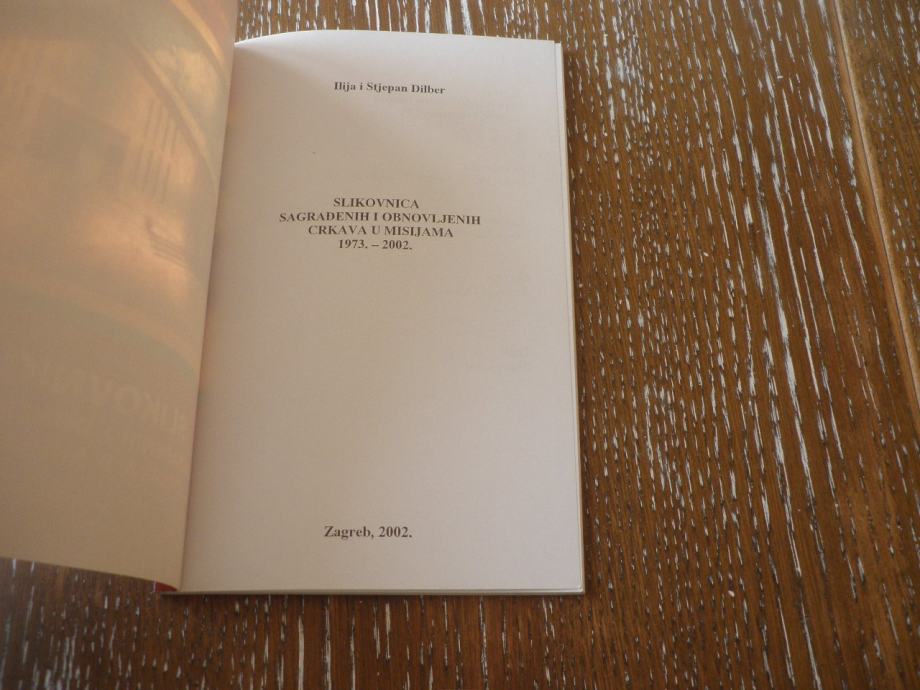 Ilija i Stjepan Dilber
SLIKOVNICA
SAGRAĐENIH I OBNOVLJENIH
CRKAVA U MISIJAMA
1973. – 2002.
Zagreb, 2002.